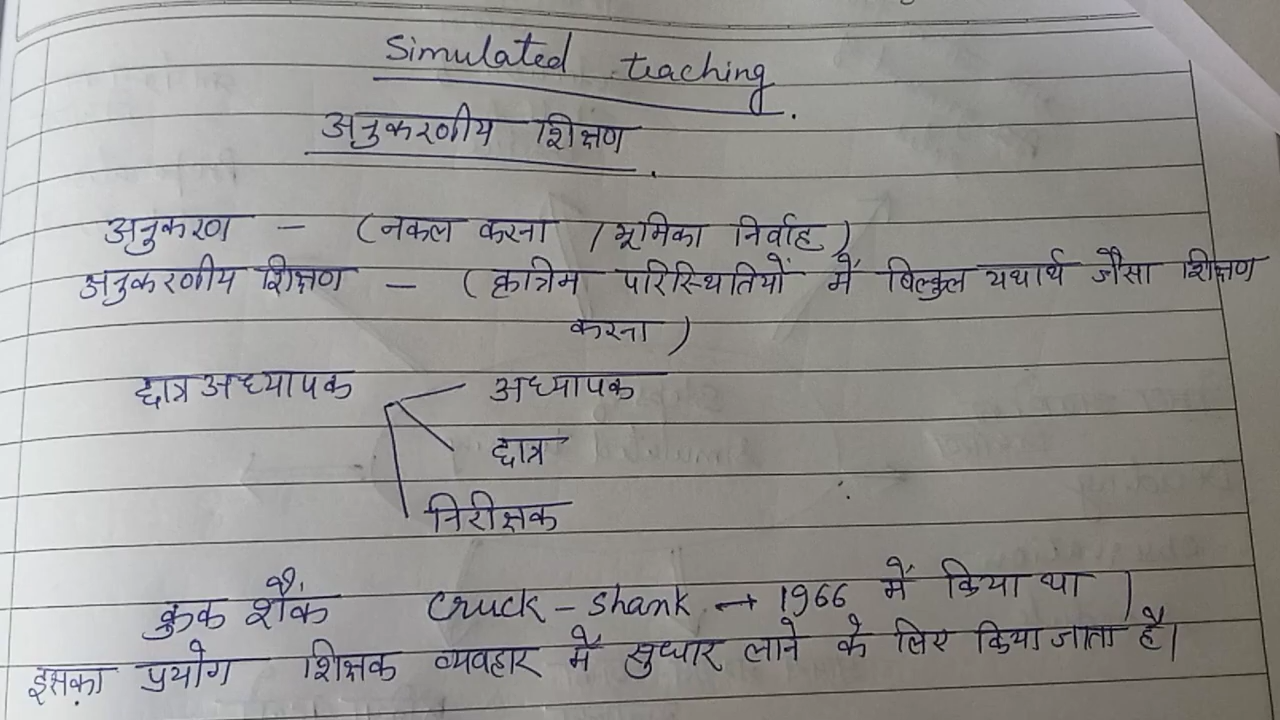 Simulated teaching.
अनुकरणीय शिक्षण.
अनुकरण - (नकल करना / भूमिका निर्वाह)
अनुकरणीय शिक्षण - (कृत्रिम परिस्थितियों में बिल्कुल यथार्थ जैसा शिक्षण
करना)
छात्र अध्यापक अध्यापक
छात्र
निरीक्षक
क्रुक शैंक Cruck-Shank → 1966 में किया था।
इसका प्रयोग शिक्षक व्यवहार में सुधार लाने के लिए किया जाता है।